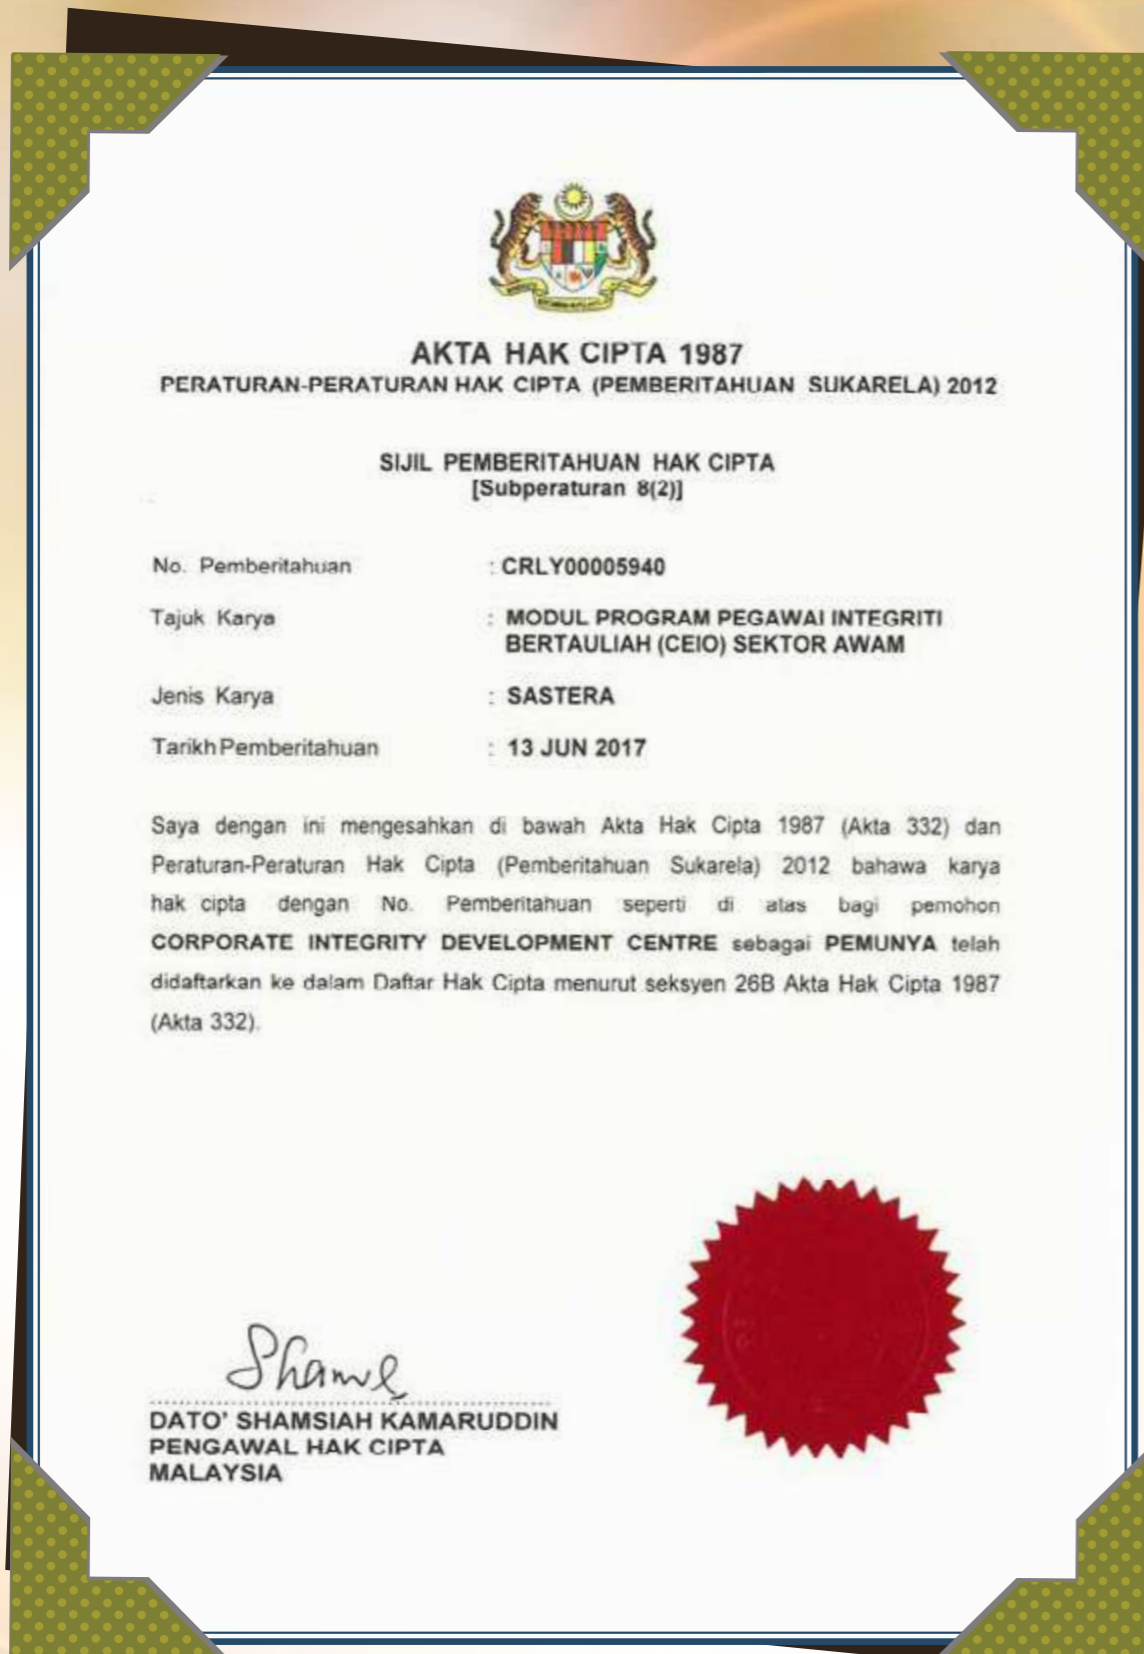 AKTA HAK CIPTA 1987
PERATURAN-PERATURAN HAK CIPTA (PEMBERITAHUAN SUKARELA) 2012
SIJIL PEMBERITAHUAN HAK CIPTA
[Subperaturan 8(2)]
No. Pemberitahuan : CRLY00005940
Tajuk Karya : MODUL PROGRAM PEGAWAI INTEGRITI
BERTAULIAH (CEIO) SEKTOR AWAM
Jenis Karya : SASTERA
Tarikh Pemberitahuan : 13 JUN 2017
Saya dengan ini mengesahkan di bawah Akta Hak Cipta 1987 (Akta 332) dan
Peraturan-Peraturan Hak Cipta (Pemberitahuan Sukarela) 2012 bahawa karya
hak cipta dengan No. Pemberitahuan seperti di atas bagi pemohon
CORPORATE INTEGRITY DEVELOPMENT CENTRE sebagai PEMUNYA telah
didaftarkan ke dalam Daftar Hak Cipta menurut seksyen 26B Akta Hak Cipta 1987
(Akta 332).
DATO' SHAMSIAH KAMARUDDIN
PENGAWAL HAK CIPTA
MALAYSIA